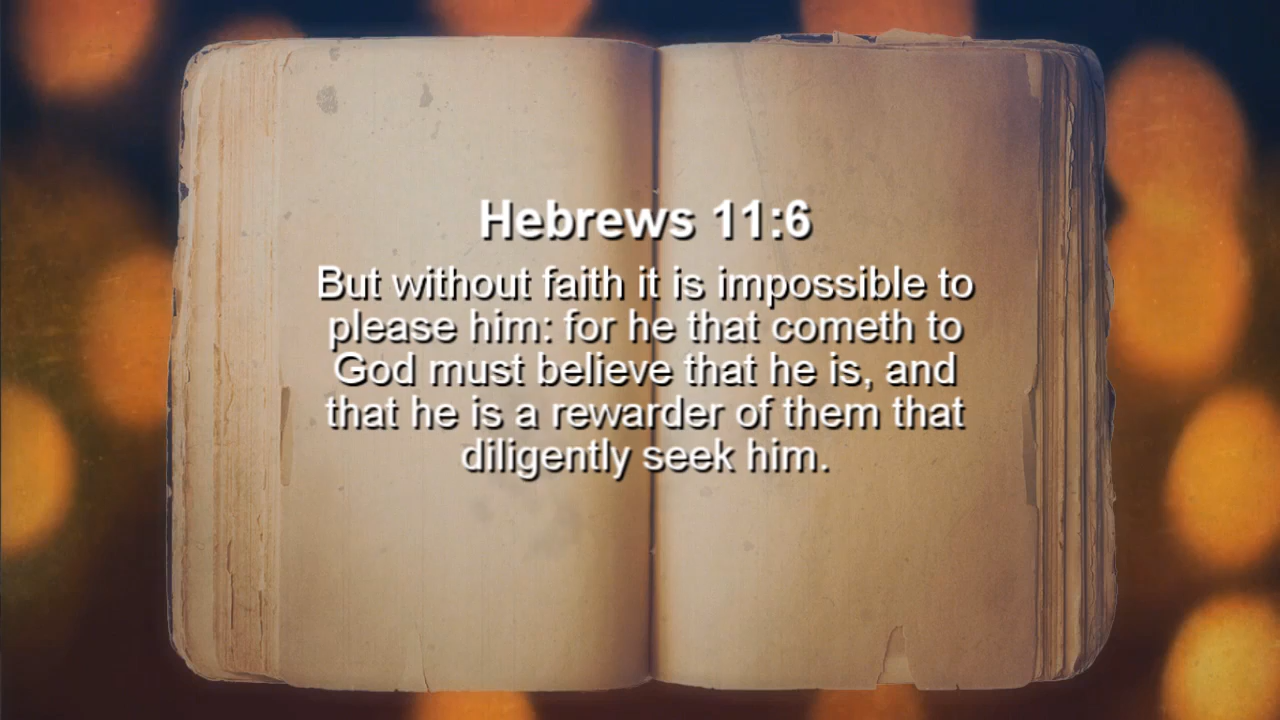 Hebrews 11:6
But without faith it is impossible to
please him: for he that cometh to
God must believe that he is, and
that he is a rewarder of them that
diligently seek him.